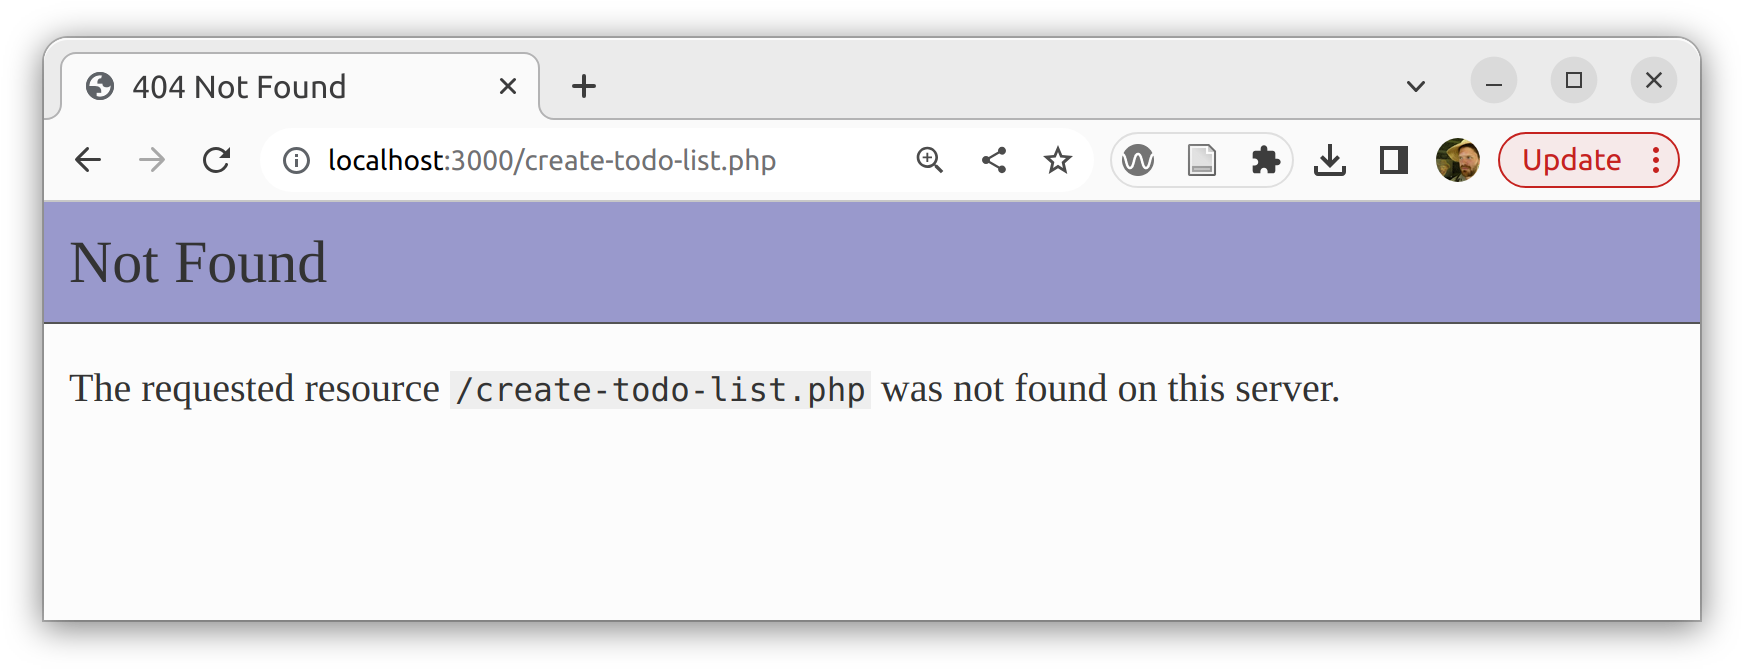 404 Not Found
localhost:3000/create-todo-list.php
Update
Not Found
The requested resource /create-todo-list.php was not found on this server.